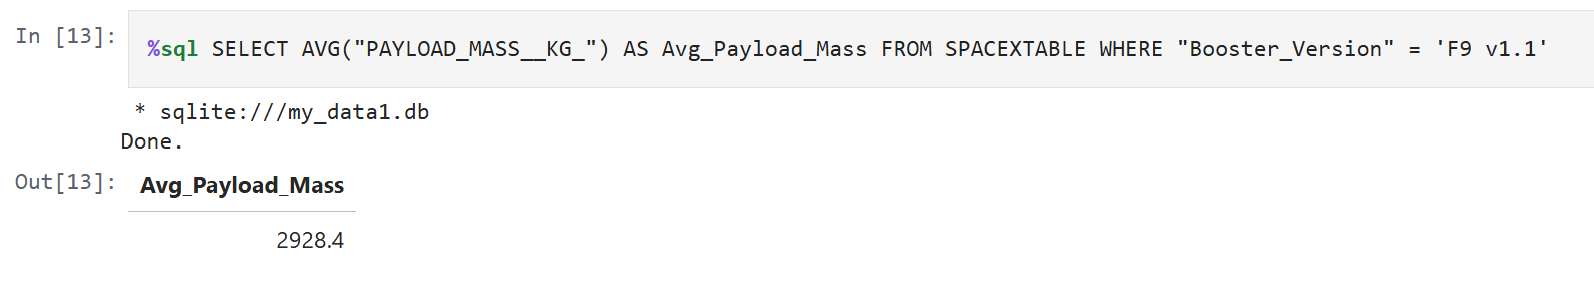 In [13]: %sql SELECT AVG("PAYLOAD_MASS__KG_") AS Avg_Payload_Mass FROM SPACEXTABLE WHERE "Booster_Version" = 'F9 v1.1'
* sqlite:///my_data1.db
Done.
Out[13]: Avg_Payload_Mass
2928.4